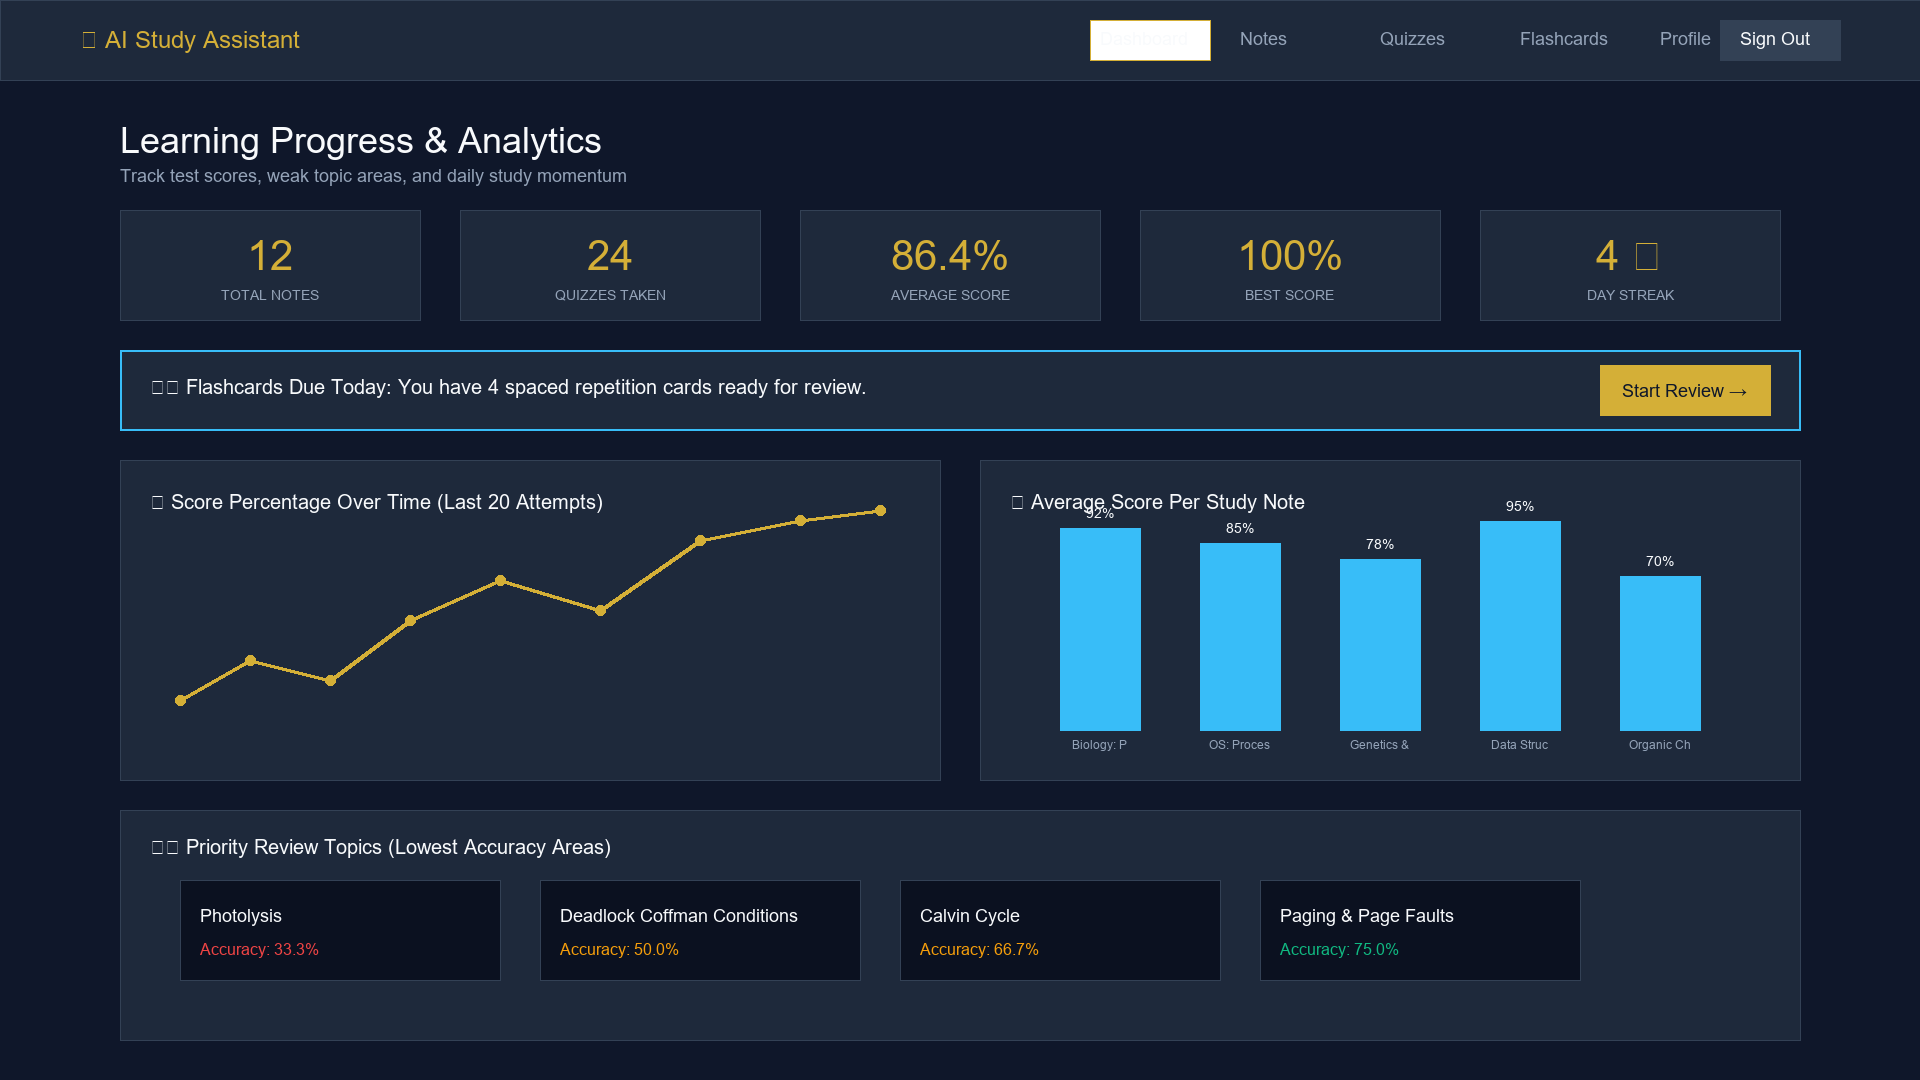 AI Study Assistant
Dashboard
Notes
Quizzes
Flashcards
Profile
Sign Out
Learning Progress & Analytics
Track test scores, weak topic areas, and daily study momentum
12
TOTAL NOTES
24
QUIZZES TAKEN
86.4%
AVERAGE SCORE
100%
BEST SCORE
4
DAY STREAK
Flashcards Due Today: You have 4 spaced repetition cards ready for review.
Start Review →
Score Percentage Over Time (Last 20 Attempts)
Average Score Per Study Note
92%
85%
78%
95%
70%
Biology: P
OS: Proces
Genetics &
Data Struc
Organic Ch
Priority Review Topics (Lowest Accuracy Areas)
Photolysis
Accuracy: 33.3%
Deadlock Coffman Conditions
Accuracy: 50.0%
Calvin Cycle
Accuracy: 66.7%
Paging & Page Faults
Accuracy: 75.0%